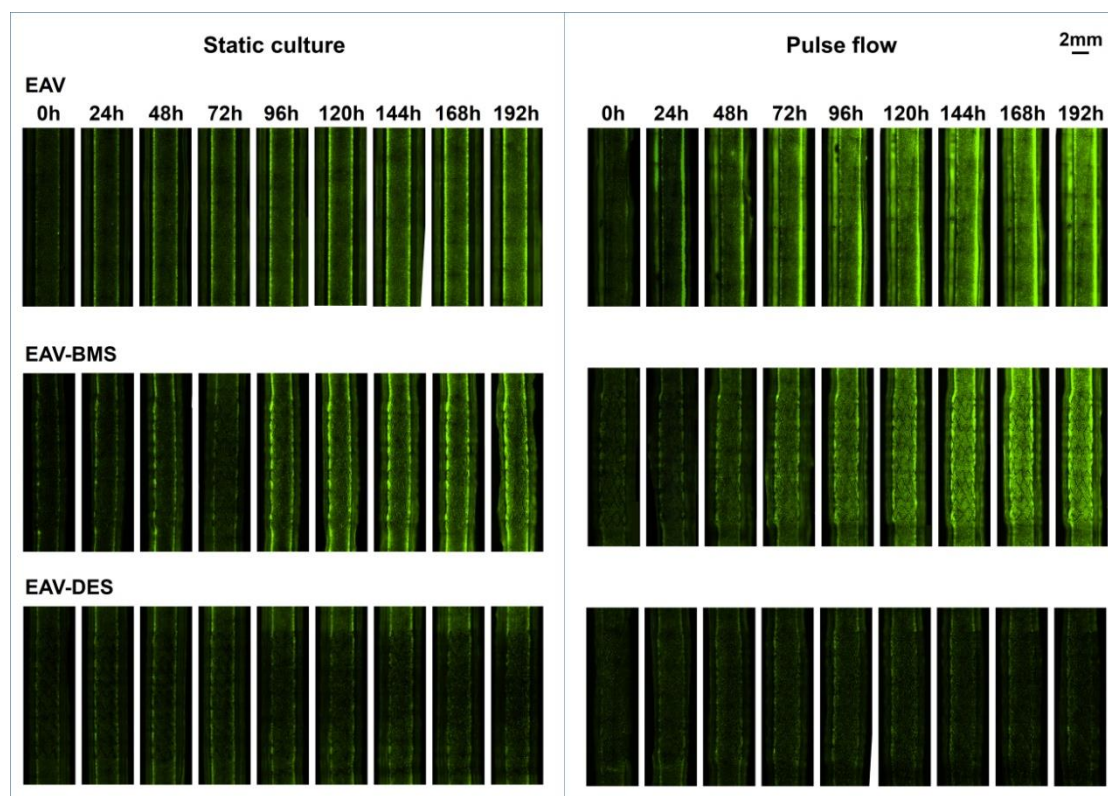 Static culture
Pulse flow
2mm
EAV
0h 24h 48h 72h 96h 120h 144h 168h 192h
0h 24h 48h 72h 96h 120h 144h 168h 192h
EAV-BMS
EAV-DES